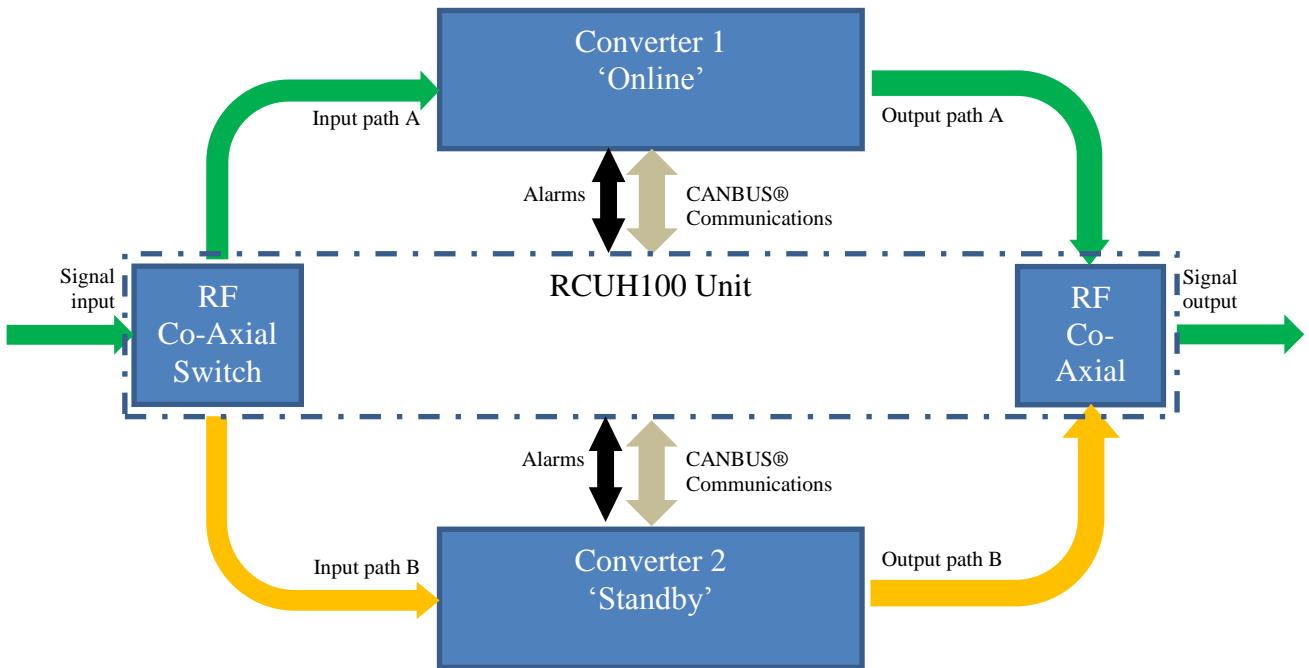 Converter 1
‘Online’
Input path A
Output path A
Alarms
CANBUS®
Communications
Signal
input
RF
Co-Axial
Switch
RCUH100 Unit
RF
Co-
Axial
Signal
output
Alarms
CANBUS®
Communications
Input path B
Converter 2
‘Standby’
Output path B